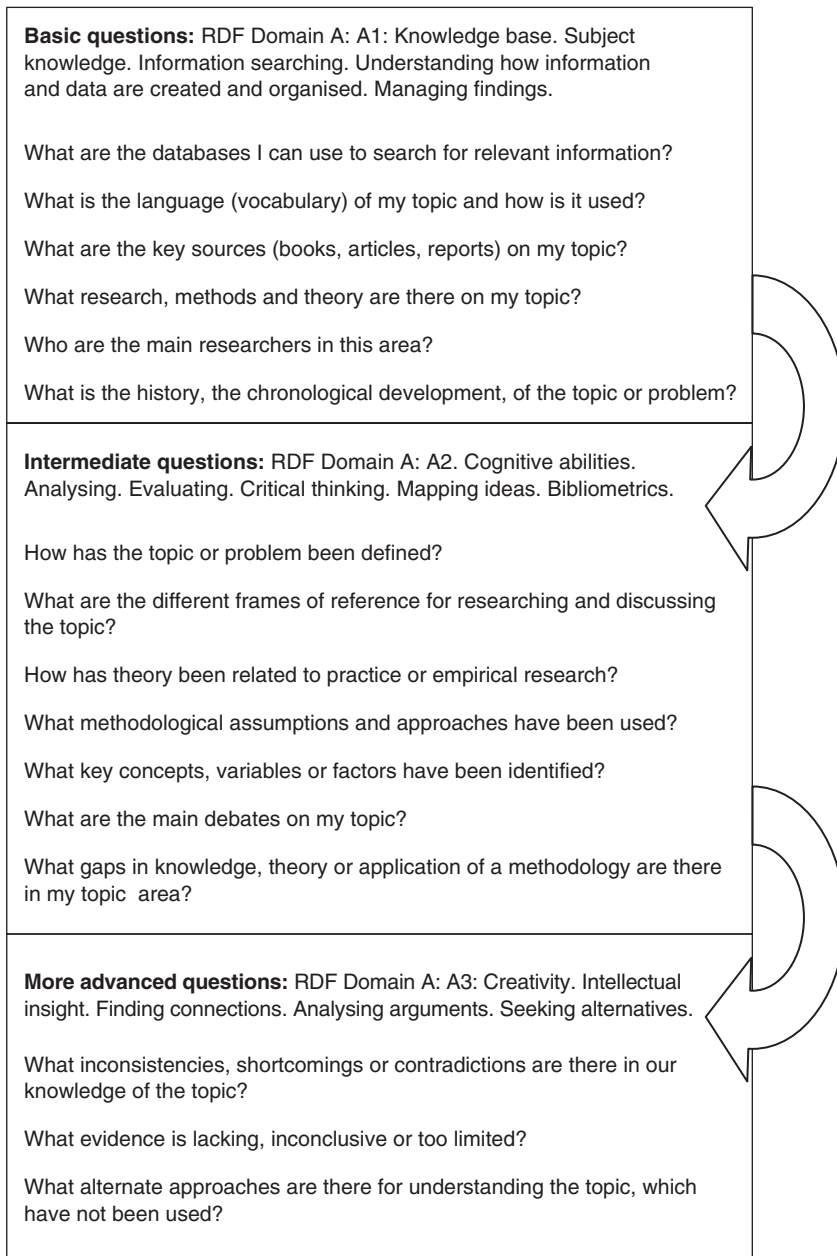 Basic questions: RDF Domain A: A1: Knowledge base. Subject
knowledge. Information searching. Understanding how information
and data are created and organised. Managing findings.
What are the databases I can use to search for relevant information?
What is the language (vocabulary) of my topic and how is it used?
What are the key sources (books, articles, reports) on my topic?
What research, methods and theory are there on my topic?
Who are the main researchers in this area?
What is the history, the chronological development, of the topic or problem?
Intermediate questions: RDF Domain A: A2. Cognitive abilities.
Analysing. Evaluating. Critical thinking. Mapping ideas. Bibliometrics.
How has the topic or problem been defined?
What are the different frames of reference for researching and discussing
the topic?
How has theory been related to practice or empirical research?
What methodological assumptions and approaches have been used?
What key concepts, variables or factors have been identified?
What are the main debates on my topic?
What gaps in knowledge, theory or application of a methodology are there
in my topic area?
More advanced questions: RDF Domain A: A3: Creativity. Intellectual
insight. Finding connections. Analysing arguments. Seeking alternatives.
What inconsistencies, shortcomings or contradictions are there in our
knowledge of the topic?
What evidence is lacking, inconclusive or too limited?
What alternate approaches are there for understanding the topic, which
have not been used?